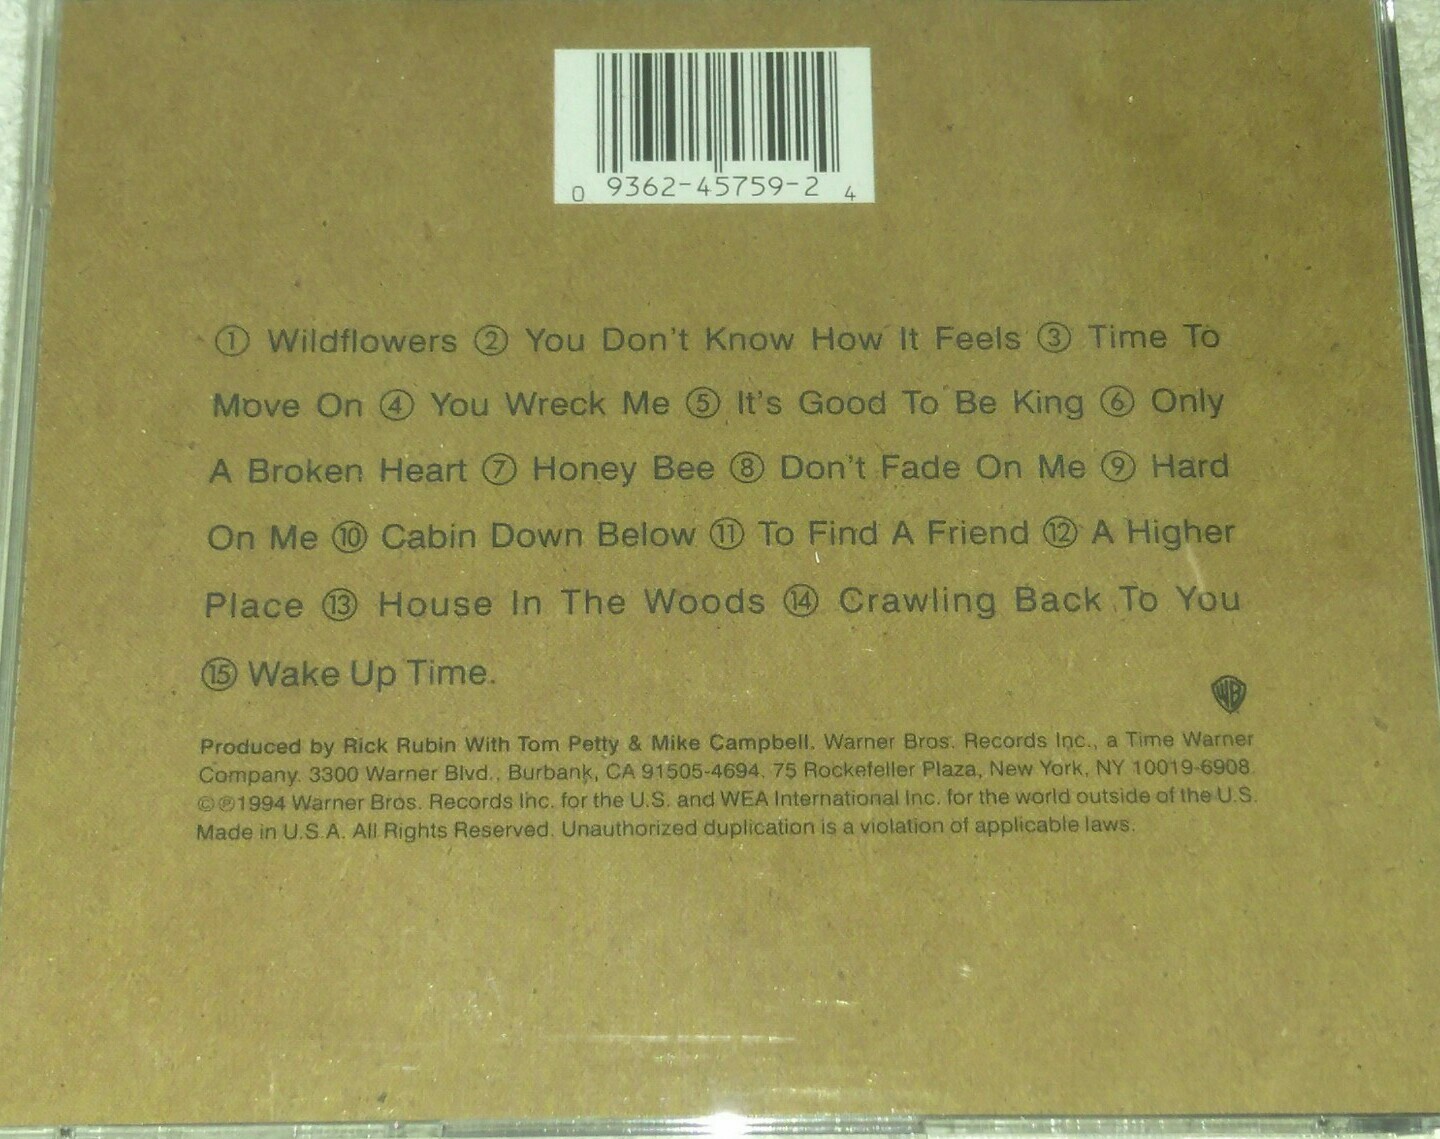 0 9362-45759-2 4
① Wildflowers ② You Don't Know How It Feels ③ Time To
Move On ④ You Wreck Me ⑤ It's Good To Be King ⑥ Only
A Broken Heart ⑦ Honey Bee ⑧ Don't Fade On Me ⑨ Hard
On Me ⑩ Cabin Down Below ⑪ To Find A Friend ⑫ A Higher
Place ⑬ House In The Woods ⑭ Crawling Back To You
⑮ Wake Up Time.
WB
Produced by Rick Rubin With Tom Petty & Mike Campbell. Warner Bros. Records Inc., a Time Warner
Company. 3300 Warner Blvd., Burbank, CA 91505-4694. 75 Rockefeller Plaza, New York, NY 10019-6908.
©℗1994 Warner Bros. Records Inc. for the U.S. and WEA International Inc. for the world outside of the U.S.
Made in U.S.A. All Rights Reserved. Unauthorized duplication is a violation of applicable laws.